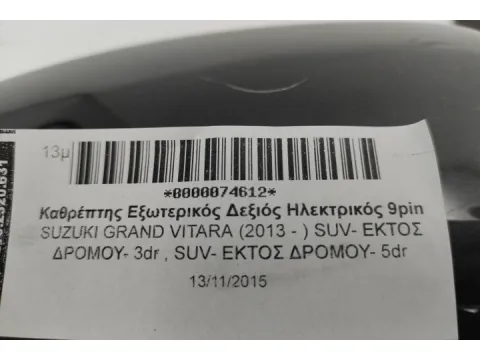 13μ
*0000074612*
Καθρέπτης Εξωτερικός Δεξιός Ηλεκτρικός 9pin
SUZUKI GRAND VITARA (2013 - ) SUV- ΕΚΤΟΣ
ΔΡΟΜΟΥ- 3dr , SUV- ΕΚΤΟΣ ΔΡΟΜΟΥ- 5dr
13/11/2015